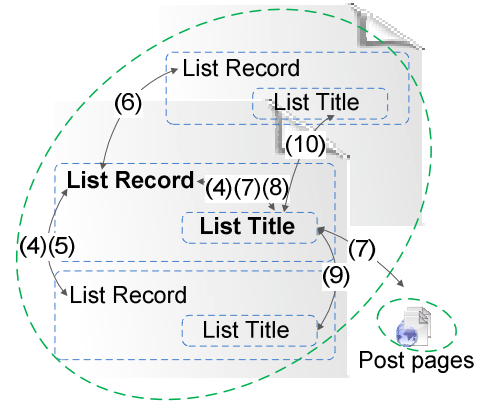 List Record
(6)
List Title
(10)
List Record
(4)(7)(8)
List Title
(4)(5)
(7)
(9)
List Record
List Title
Post pages